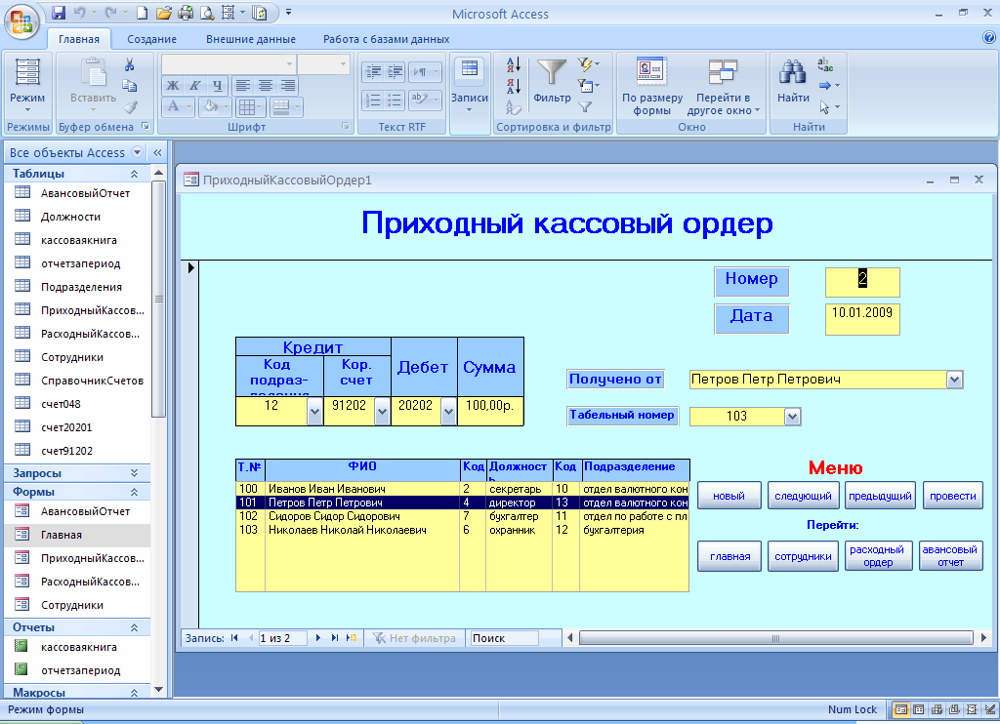 Microsoft Access
Главная
Создание
Внешние данные
Работа с базами данных
Режим
Вставить
Ж К Ч
Записи
Фильтр
По размеру формы
Перейти в другое окно
Найти
Режимы
Буфер обмена
Шрифт
Текст RTF
Сортировка и фильтр
Окно
Найти
Все объекты Access
Таблицы
АвансовыйОтчет
Должности
кассоваякнига
отчетзапериод
Подразделения
ПриходныйКассов...
РасходныйКассов...
Сотрудники
СправочникСчетов
счет048
счет20201
счет91202
Запросы
Формы
АвансовыйОтчет
Главная
ПриходныйКассов...
РасходныйКассов...
Сотрудники
Отчеты
кассоваякнига
отчетзапериод
Макросы
ПриходныйКассовыйОрдер1
Приходный кассовый ордер
Номер 2
Дата 10.01.2009
Кредит
Код подраз-
Кор. счет
Дебет
Сумма
12 91202 20202 100,00р.
Получено от Петров Петр Петрович
Табельный номер 103
Т.№ ФИО Код Должность Код Подразделение
100 Иванов Иван Иванович 2 секретарь 10 отдел валютного кон
101 Петров Петр Петрович 4 директор 13 отдел валютного кон
102 Сидоров Сидор Сидорович 7 бухгалтер 11 отдел по работе с пл
103 Николаев Николай Николаевич 6 охранник 12 бухгалтерия
Меню
новый следующий предыдущий провести
Перейти:
главная сотрудники расходный ордер авансовый отчет
Запись: 1 из 2 Нет фильтра Поиск
Режим формы
Num Lock